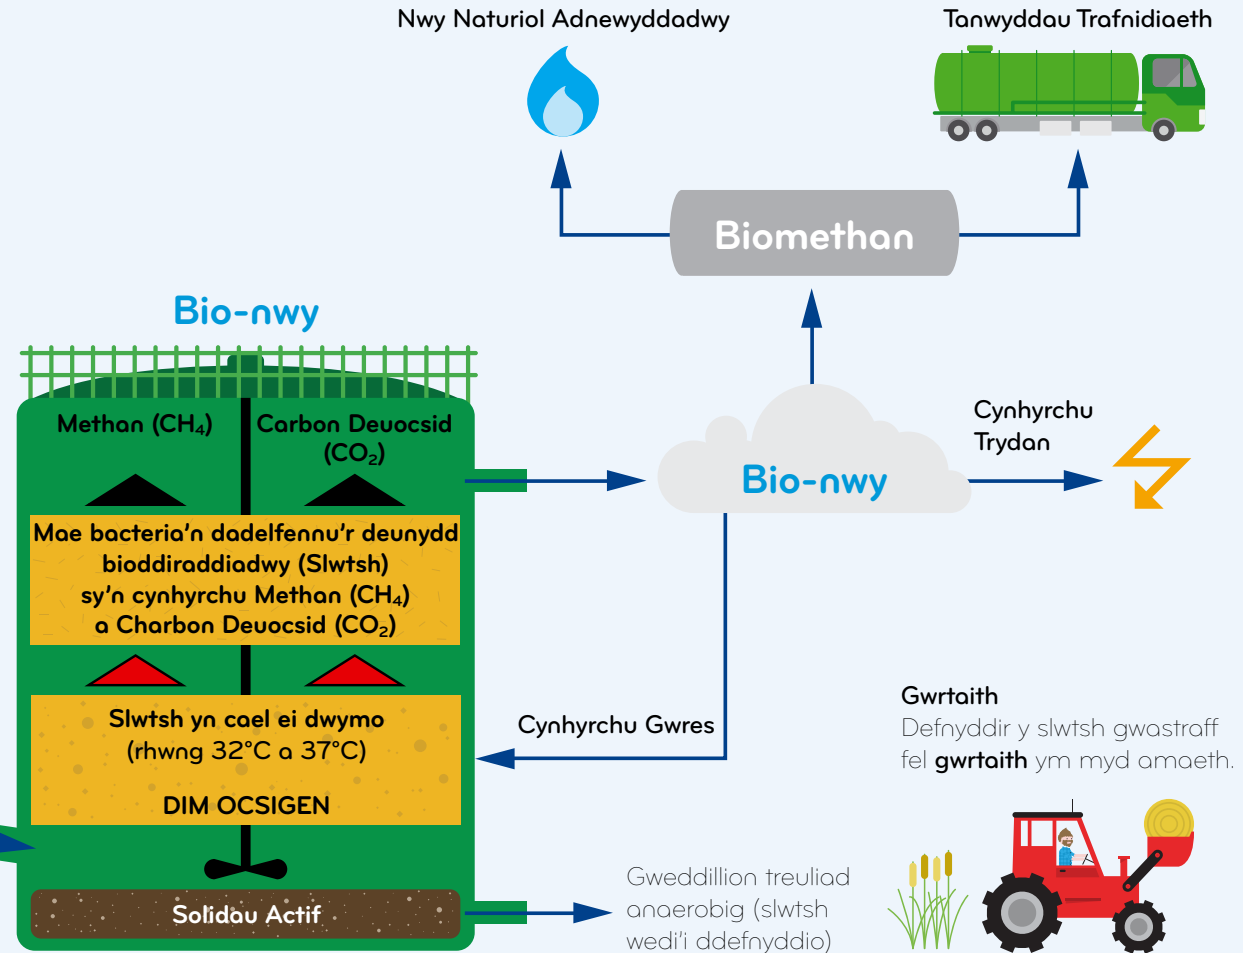 Nwy Naturiol Adnewyddadwy
Tanwyddau Trafnidiaeth
Biomethan
Bio-nwy
Methan (CH₄)
Carbon Deuocsid
(CO₂)
Cynhyrchu
Trydan
Bio-nwy
Mae bacteria'n dadelfennu'r deunydd
bioddiraddiadwy (Slwtsh)
sy'n cynhyrchu Methan (CH₄)
a Charbon Deuocsid (CO₂)
Slwtsh yn cael ei dwymo
(rhwng 32°C a 37°C)
DIM OCSIGEN
Cynhyrchu Gwres
Gwrtaith
Defnyddir y slwtsh gwastraff
fel gwrtaith ym myd amaeth.
Solidau Actif
Gweddillion treuliad
anaerobig (slwtsh
wedi'i ddefnyddio)